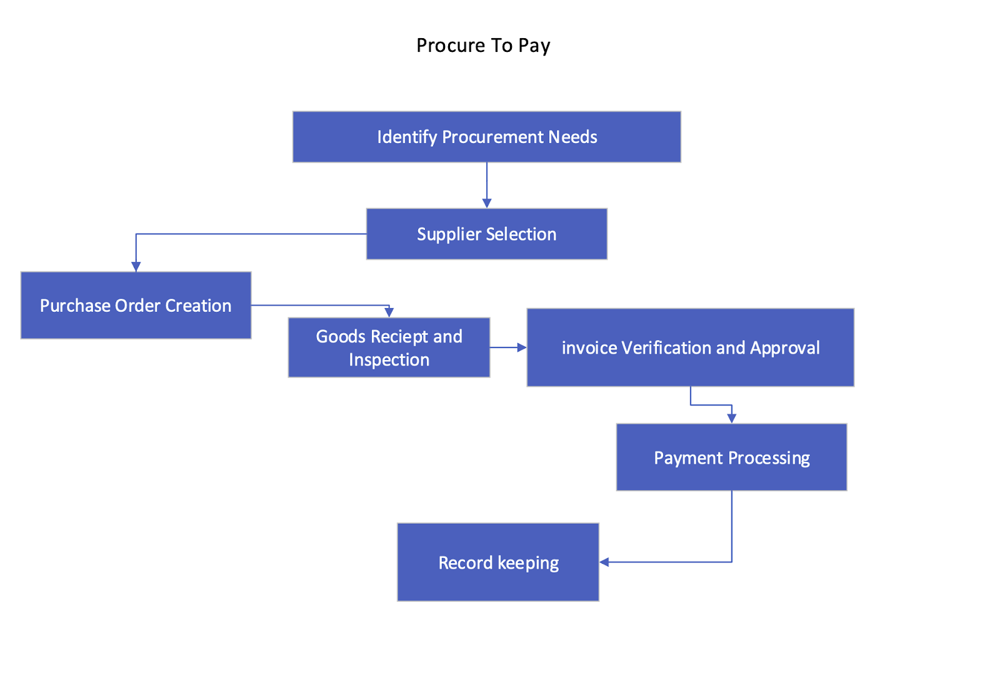 Procure To Pay
Identify Procurement Needs
Supplier Selection
Purchase Order Creation
Goods Reciept and
Inspection
invoice Verification and Approval
Payment Processing
Record keeping